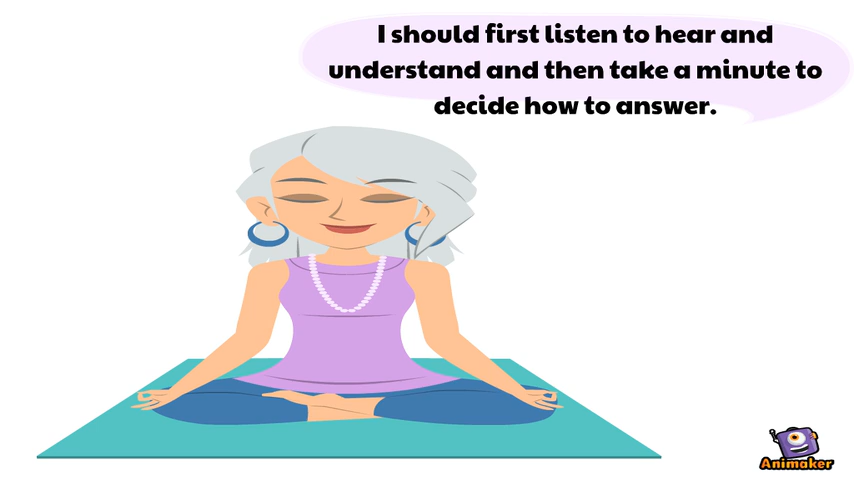 I should first listen to hear and
understand and then take a minute to
decide how to answer.
Animaker